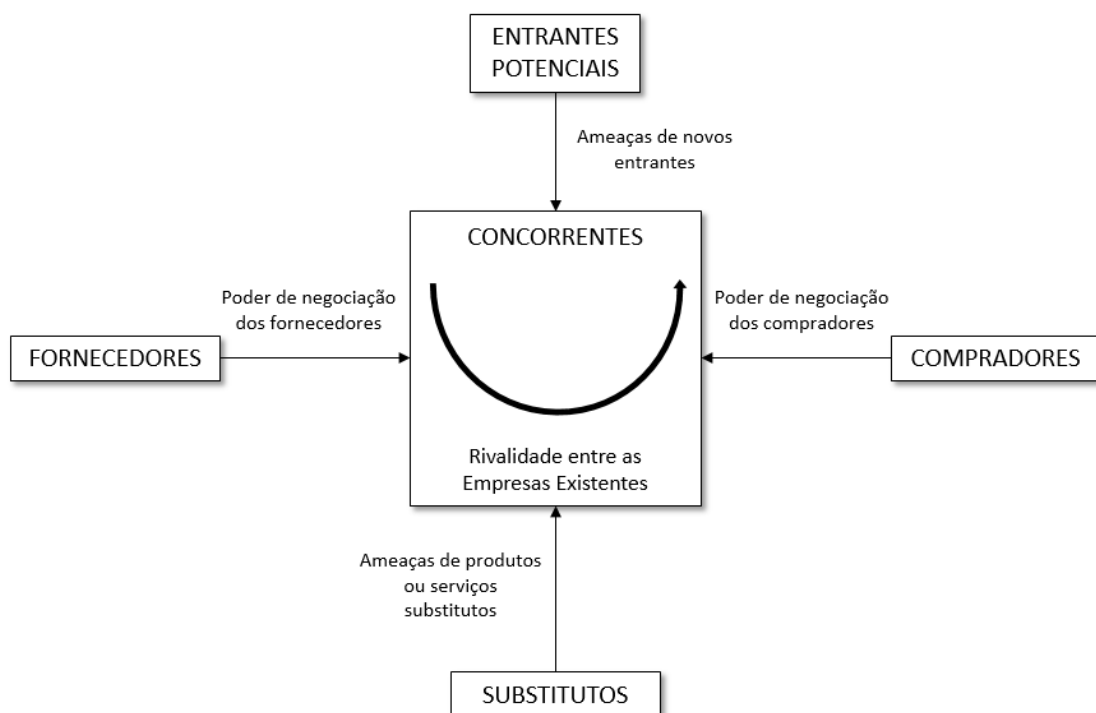 ENTRANTES
POTENCIAIS
Ameaças de novos
entrantes
CONCORRENTES
Poder de negociação
dos fornecedores
Poder de negociação
dos compradores
FORNECEDORES
COMPRADORES
Rivalidade entre as
Empresas Existentes
Ameaças de produtos
ou serviços
substitutos
SUBSTITUTOS